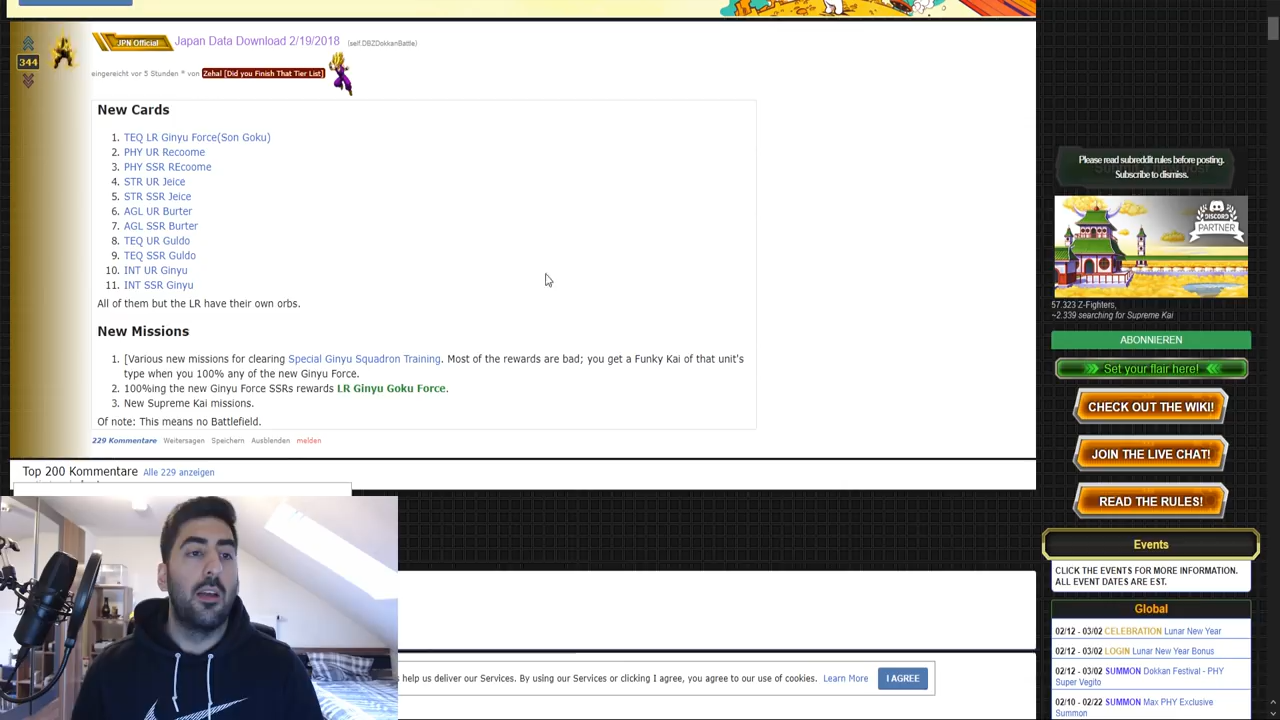 JPN Official Japan Data Download 2/19/2018 (self.DBZDokkanBattle)
344
eingereicht vor 5 Stunden * von Zehal [Did you Finish That Tier List]
New Cards
1. TEQ LR Ginyu Force(Son Goku)
2. PHY UR Recoome
3. PHY SSR REcoome
4. STR UR Jeice
5. STR SSR Jeice
6. AGL UR Burter
7. AGL SSR Burter
8. TEQ UR Guldo
9. TEQ SSR Guldo
10. INT UR Ginyu
11. INT SSR Ginyu
All of them but the LR have their own orbs.
New Missions
1. [Various new missions for clearing Special Ginyu Squadron Training. Most of the rewards are bad; you get a Funky Kai of that unit's
type when you 100% any of the new Ginyu Force.
2. 100%ing the new Ginyu Force SSRs rewards LR Ginyu Goku Force.
3. New Supreme Kai missions.
Of note: This means no Battlefield.
229 Kommentare Weitersagen Speichern Ausblenden melden
Top 200 Kommentare Alle 229 anzeigen
s help us deliver our Services. By using our Services or clicking I agree, you agree to our use of cookies. Learn More I AGREE
Please read subreddit rules before posting.
Subscribe to dismiss.
DISCORD
PARTNER
57.323 Z-Fighters,
~2.339 searching for Supreme Kai
ABONNIEREN
Set your flair here!
CHECK OUT THE WIKI!
JOIN THE LIVE CHAT!
READ THE RULES!
Events
CLICK THE EVENTS FOR MORE INFORMATION.
ALL EVENT DATES ARE EST.
Global
02/12 - 03/02 CELEBRATION Lunar New Year
02/12 - 03/02 LOGIN Lunar New Year Bonus
02/12 - 03/02 SUMMON Dokkan Festival - PHY
Super Vegito
02/10 - 02/22 SUMMON Max PHY Exclusive
Summon